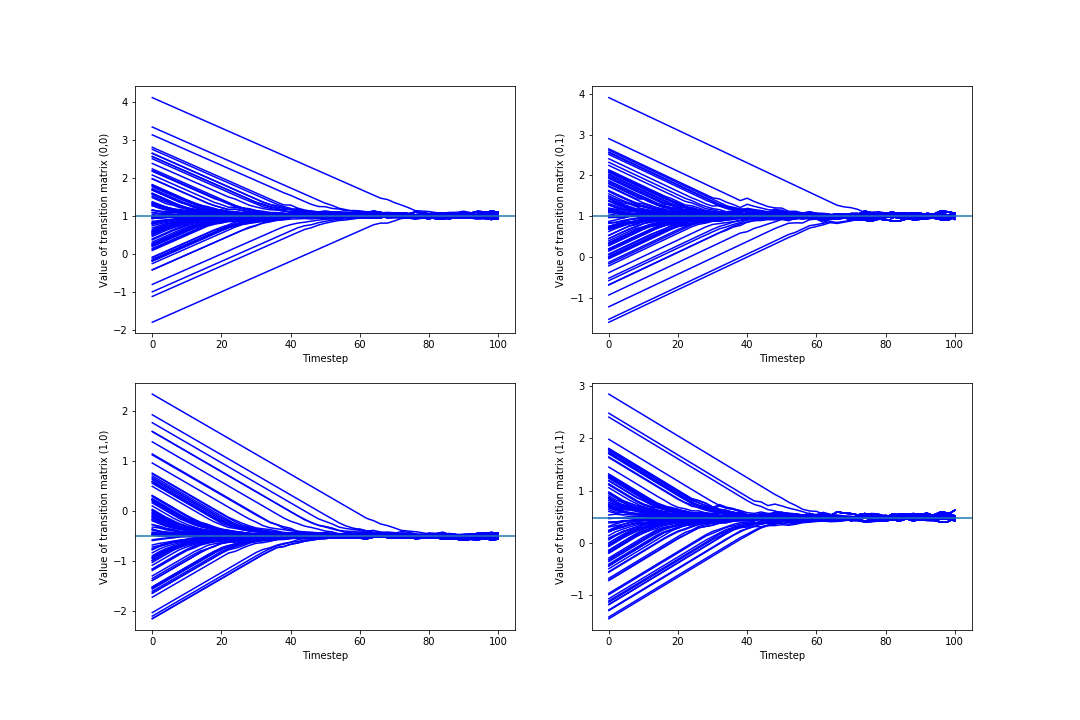 Value of transition matrix (0,0)
4
3
2
1
0
−1
−2
0 20 40 60 80 100
Timestep
Value of transition matrix (0,1)
4
3
2
1
0
−1
0 20 40 60 80 100
Timestep
Value of transition matrix (1,0)
2
1
0
−1
−2
0 20 40 60 80 100
Timestep
Value of transition matrix (1,1)
3
2
1
0
−1
0 20 40 60 80 100
Timestep